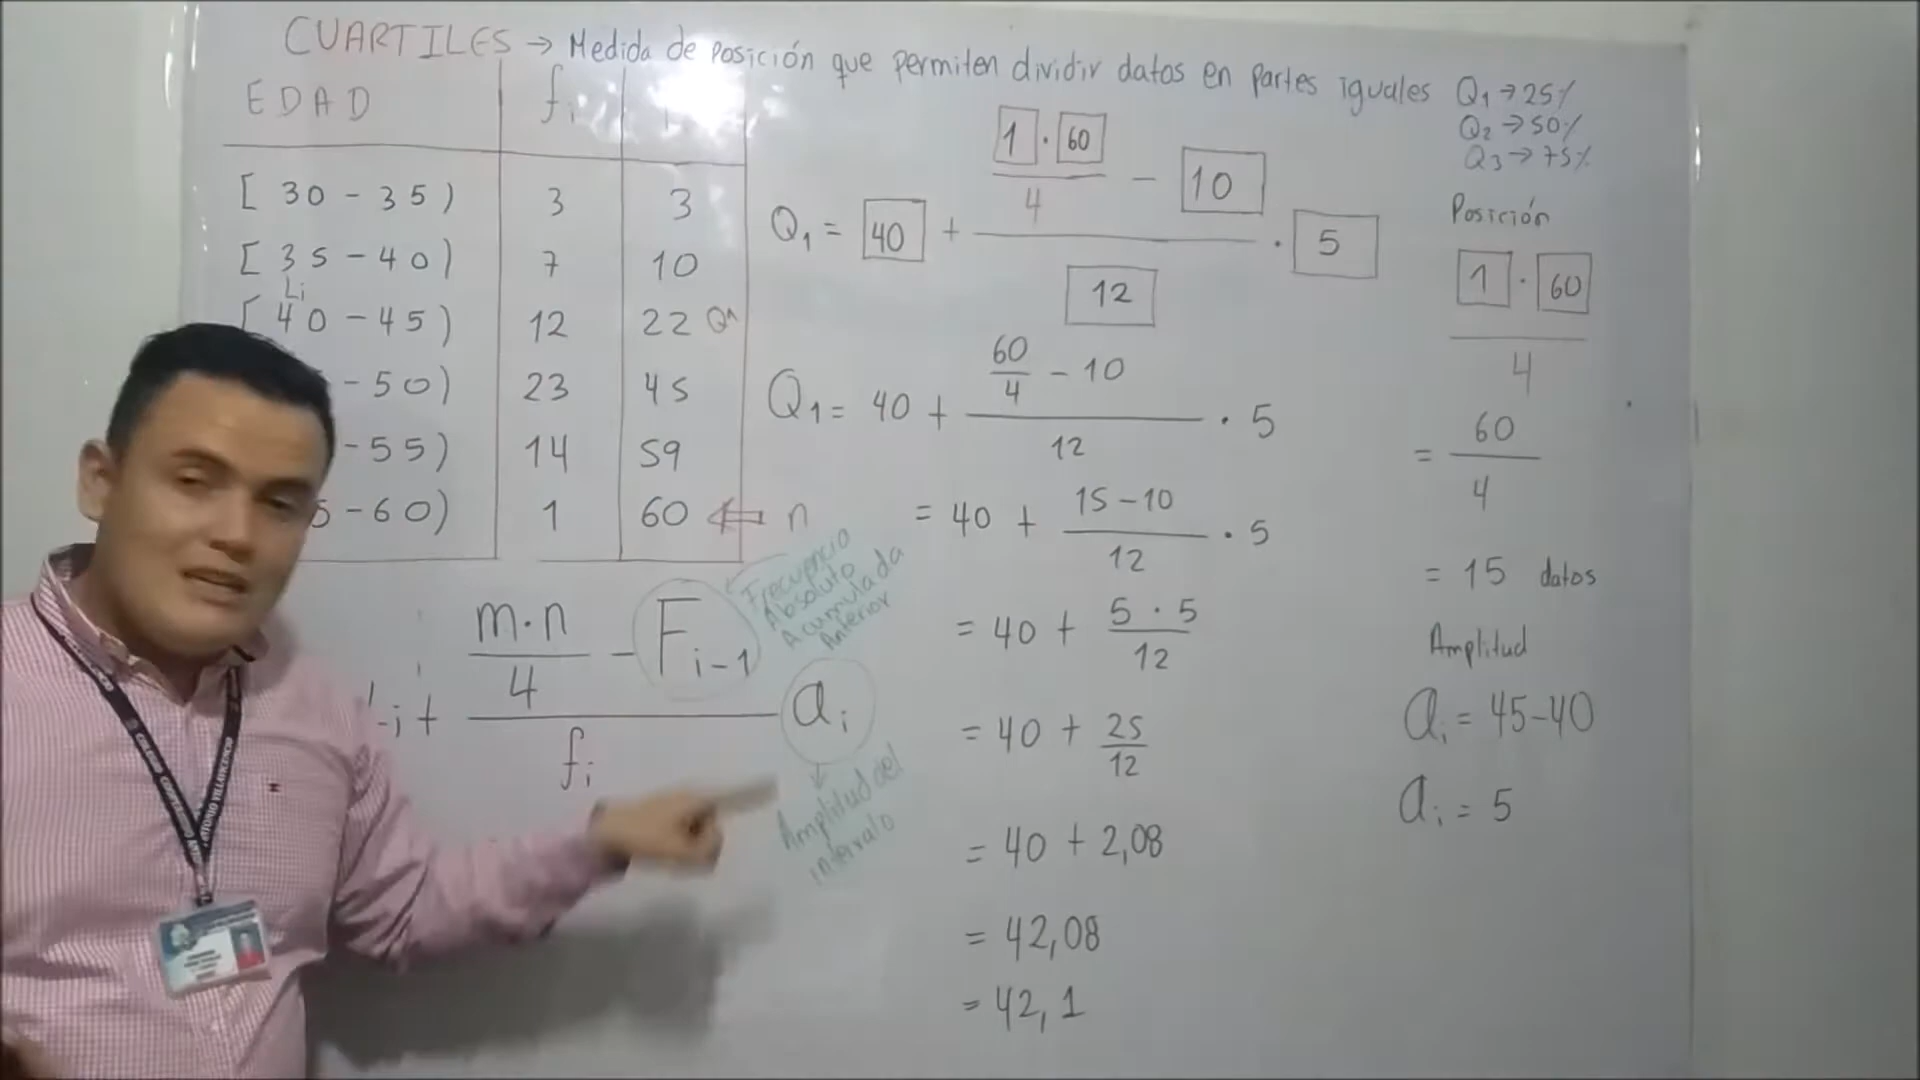 CUARTILES → Medida de posición que permiten dividir datos en partes iguales
Q1 → 25%
Q2 → 50%
Q3 → 75%
EDAD fi
[ 30 - 35 ) 3 3
[ 35 - 40 ) 7 10
Li
[ 40 - 45 ) 12 22 Q1
- 50 ) 23 45
- 55 ) 14 59
5 - 60 ) 1 60 ⇐ n
Frecuencia
Absoluta
Acumulada
Anterior
m·n
4
- Fi-1
Li +
fi
ai
Amplitud del
intervalo
1 · 60
4
- 10
Q1 = 40 +
12
· 5
60
4
- 10
Q1 = 40 +
12
· 5
= 40 +
15 - 10
12
· 5
= 40 +
5 · 5
12
= 40 +
25
12
= 40 + 2,08
= 42,08
= 42,1
Posición
1 · 60
4
=
60
4
= 15 datos
Amplitud
ai = 45-40
ai = 5